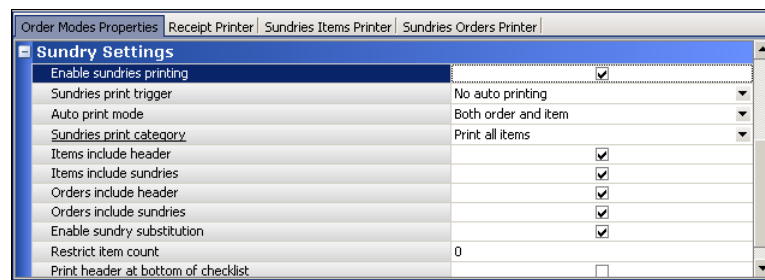 Order Modes Properties Receipt Printer Sundries Items Printer Sundries Orders Printer
Sundry Settings
Enable sundries printing
Sundries print trigger No auto printing
Auto print mode Both order and item
Sundries print category Print all items
Items include header
Items include sundries
Orders include header
Orders include sundries
Enable sundry substitution
Restrict item count 0
Print header at bottom of checklist